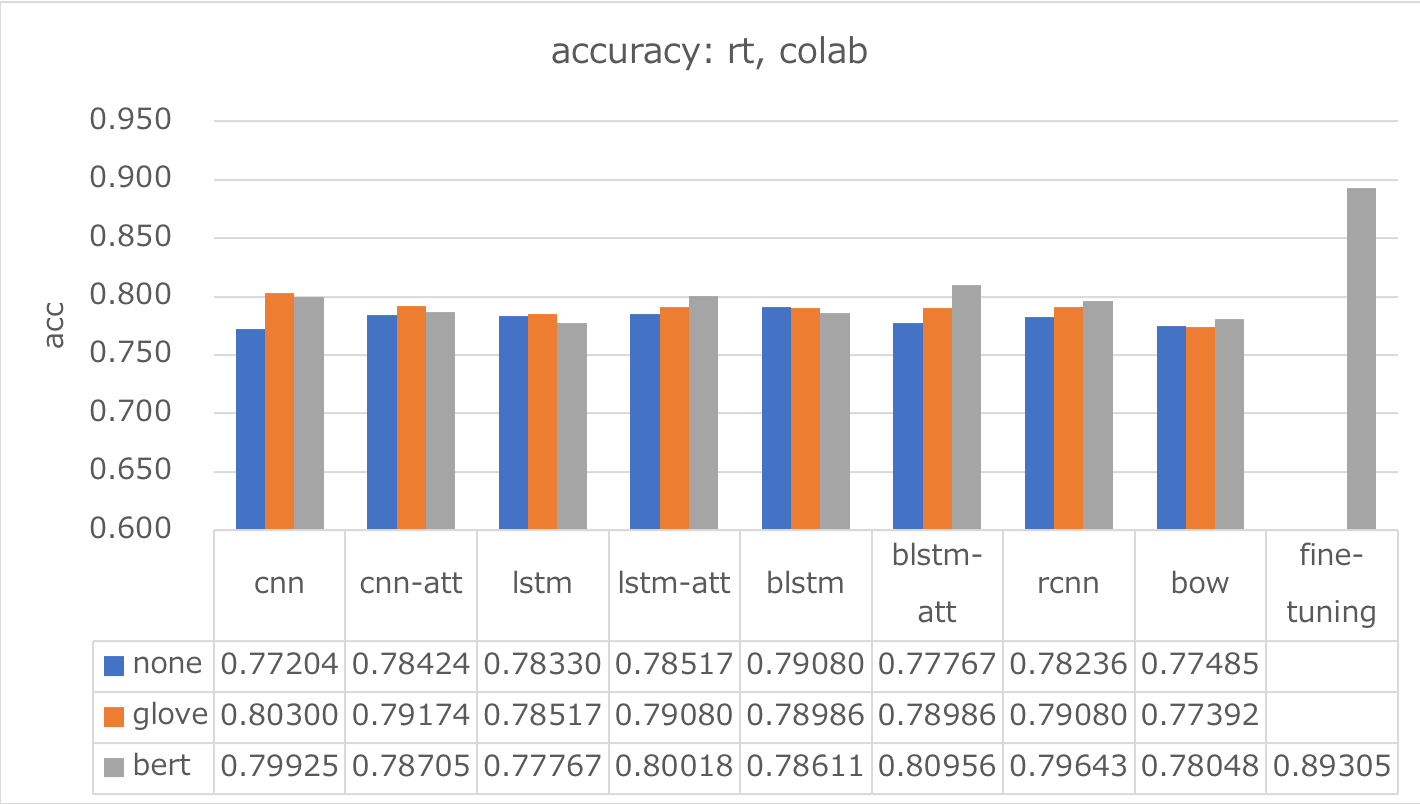 accuracy: rt, colab
0.950
0.900
0.850
0.800
0.750
0.700
0.650
0.600
acc
cnn cnn-att lstm lstm-att blstm blstm-att rcnn bow fine-tuning
none 0.77204 0.78424 0.78330 0.78517 0.79080 0.77767 0.78236 0.77485
glove 0.80300 0.79174 0.78517 0.79080 0.78986 0.78986 0.79080 0.77392
bert 0.79925 0.78705 0.77767 0.80018 0.78611 0.80956 0.79643 0.78048 0.89305